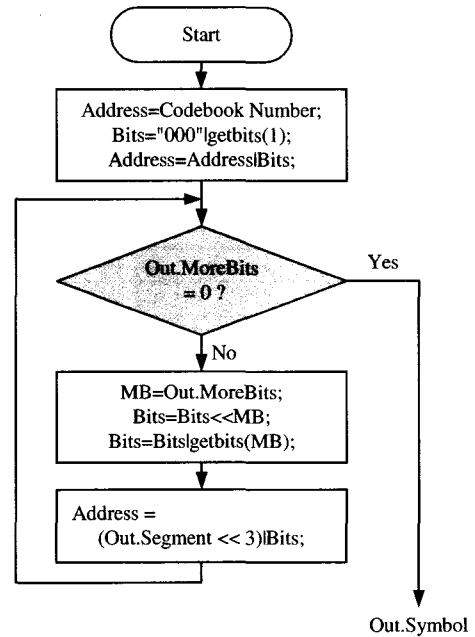 Start
Address=Codebook Number;
Bits="000"|getbits(1);
Address=Address|Bits;
Out.MoreBits
= 0 ?
Yes
No
MB=Out.MoreBits;
Bits=Bits<<MB;
Bits=Bits|getbits(MB);
Address =
(Out.Segment << 3)|Bits;
Out.Symbol